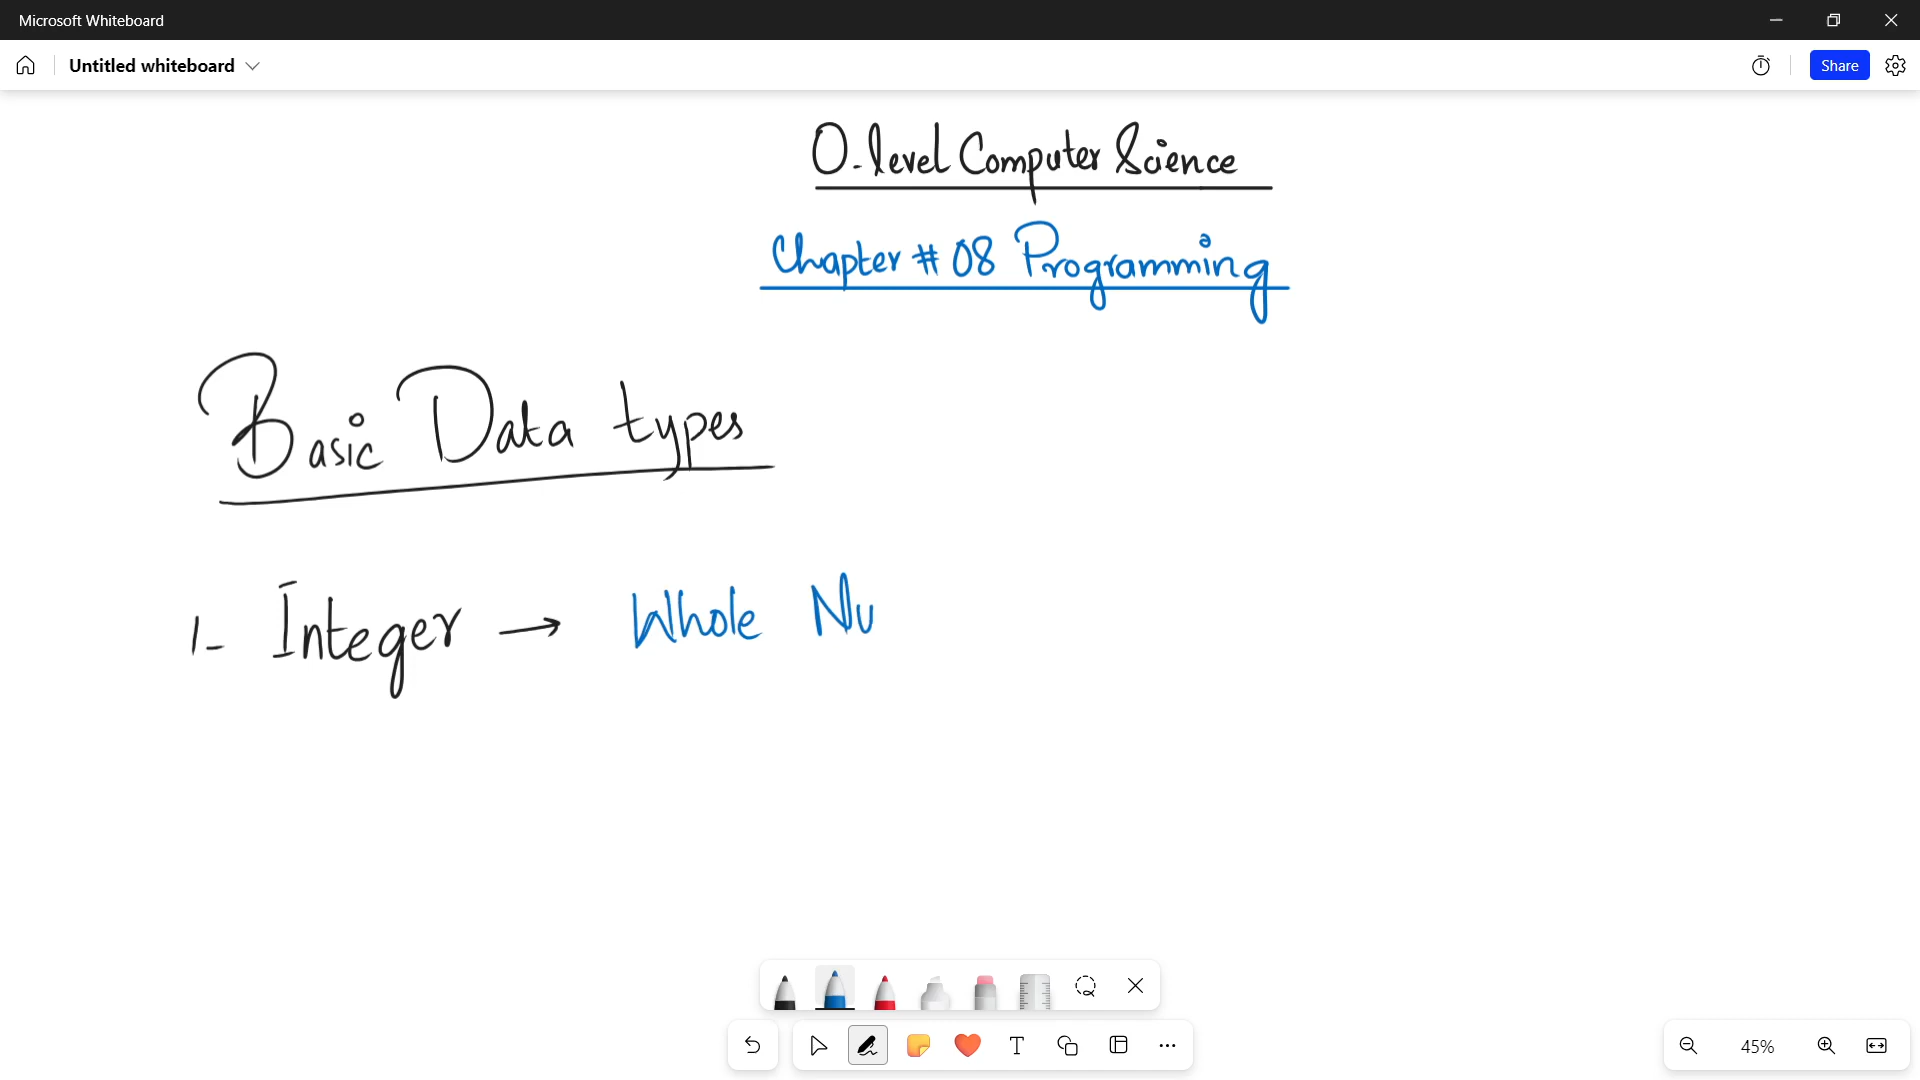 Microsoft Whiteboard
Untitled whiteboard
Share
O-level Computer Science
Chapter # 08 Programming
Basic Data types
1- Integer → Whole Nu
45%